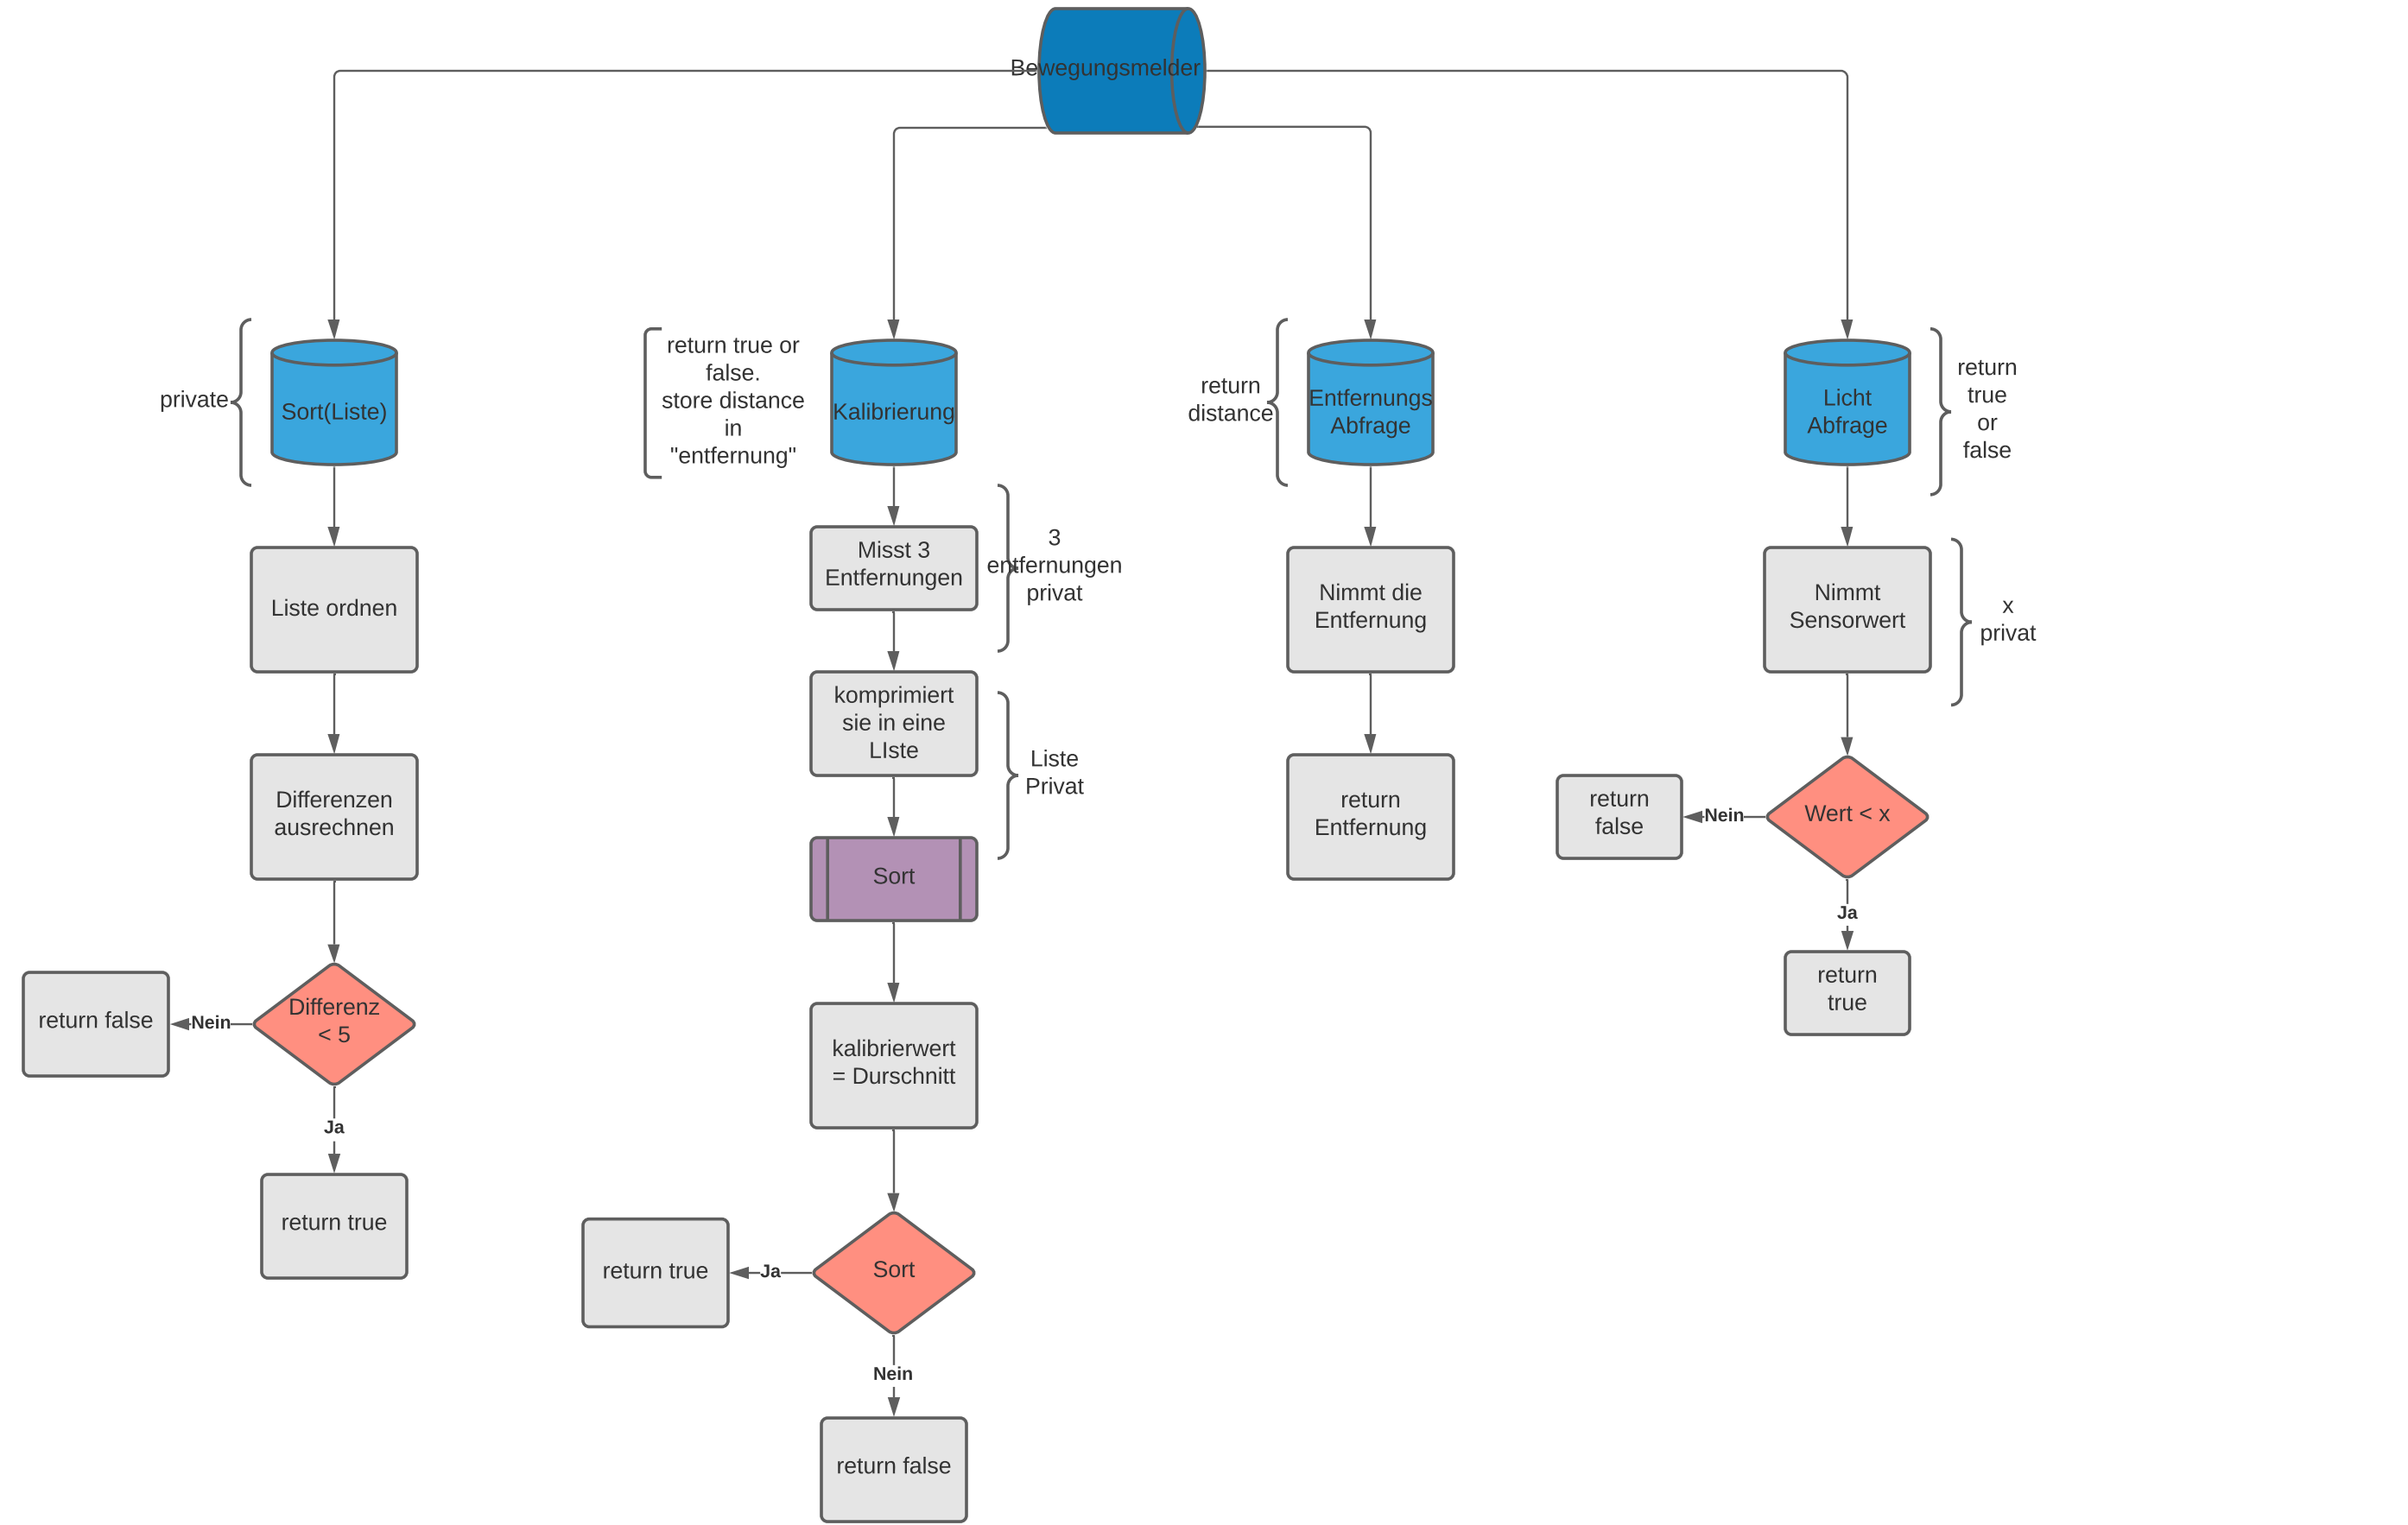 Bewegungsmelder
private
Sort(Liste)
Liste ordnen
Differenzen
ausrechnen
Differenz
< 5
Nein
return false
Ja
return true
return true or
false.
store distance
in
"entfernung"
Kalibrierung
Misst 3
Entfernungen
3
entfernungen
privat
komprimiert
sie in eine
LIste
Liste
Privat
Sort
kalibrierwert
= Durschnitt
Sort
Ja
return true
Nein
return false
return
distance
Entfernungs
Abfrage
Nimmt die
Entfernung
return
Entfernung
Licht
Abfrage
return
true
or
false
Nimmt
Sensorwert
x
privat
Wert < x
Nein
return
false
Ja
return
true